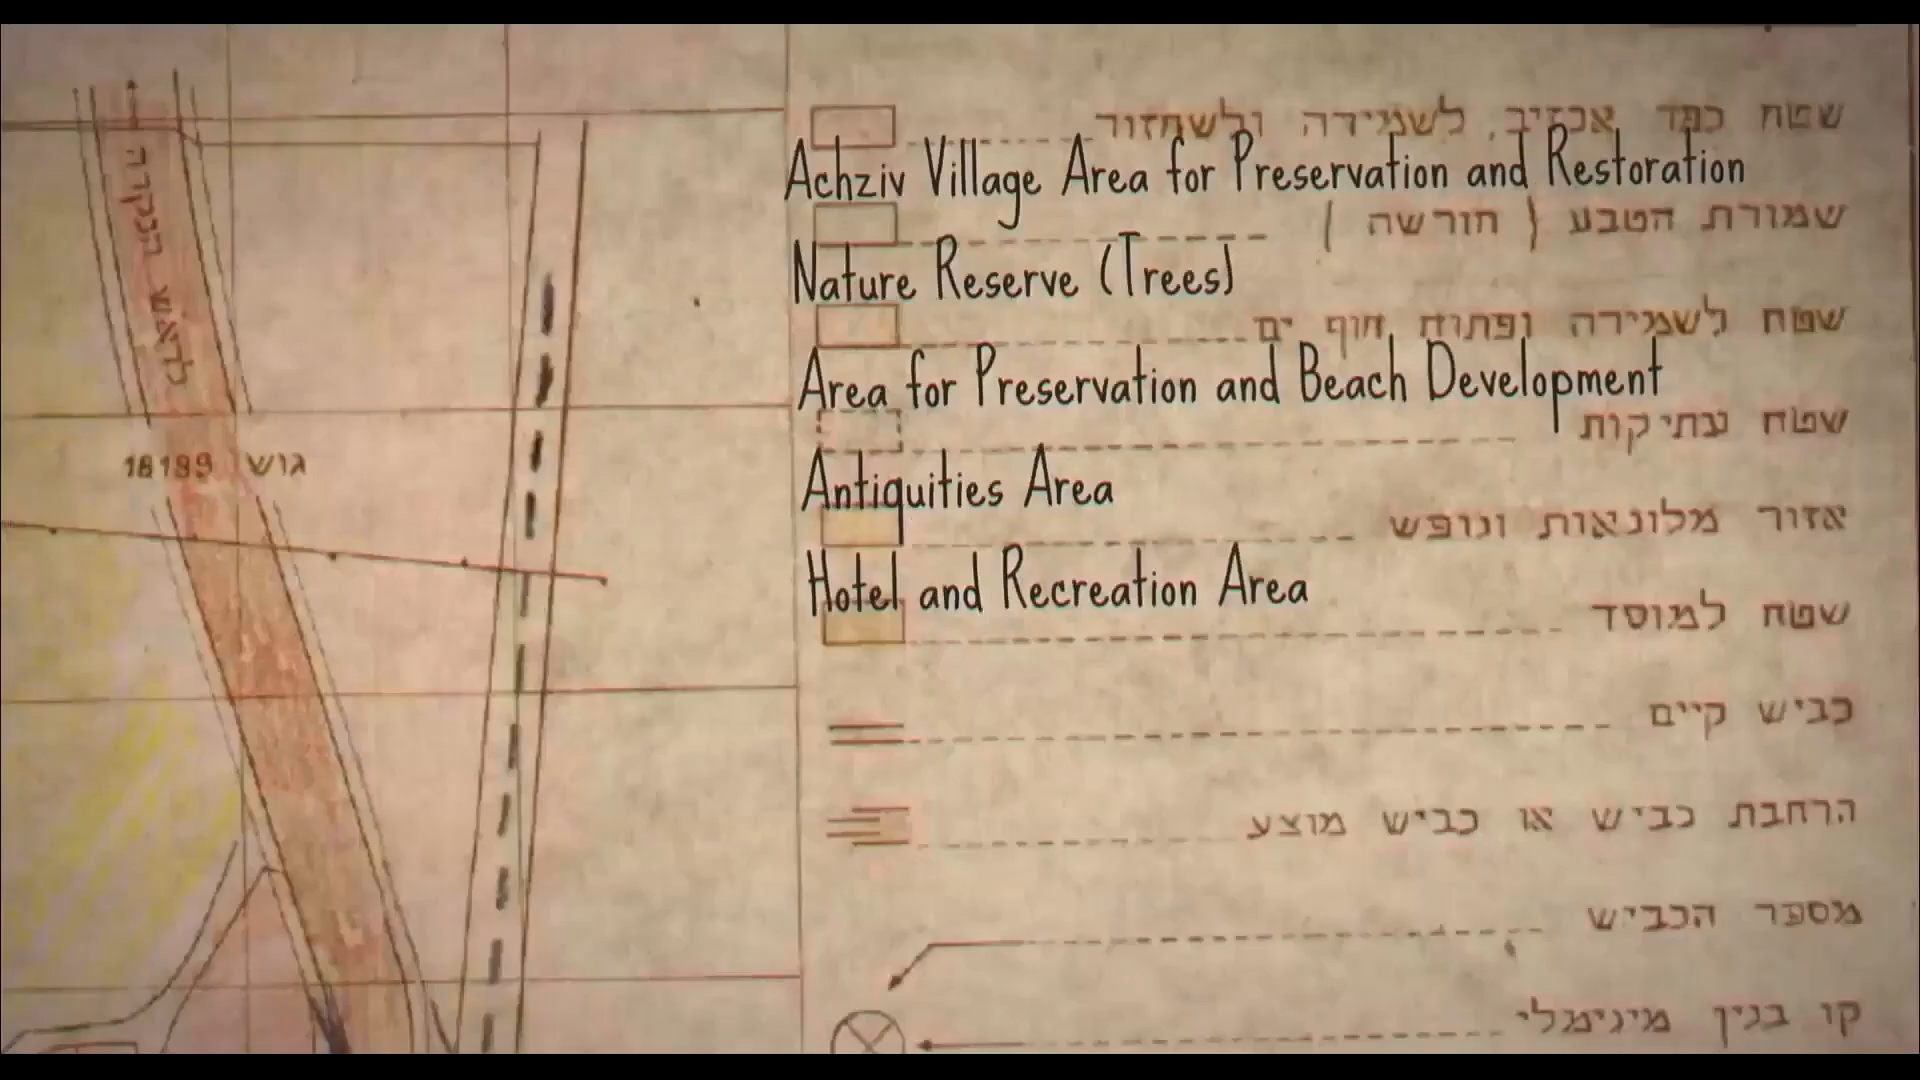 שטח כפר אכזיב, לשמירה ולשחזור
Achziv Village Area for Preservation and Restoration
שמורת הטבע (חורשה)
Nature Reserve (Trees)
שטח לשמירה ופתוח חוף ים
Area for Preservation and Beach Development
שטח עתיקות
Antiquities Area
אזור מלונאות ונופש
Hotel and Recreation Area
שטח למוסד
כביש קיים
הרחבת כביש או כביש מוצע
מספר הכביש
קו בנין מינימלי
גוש 18189